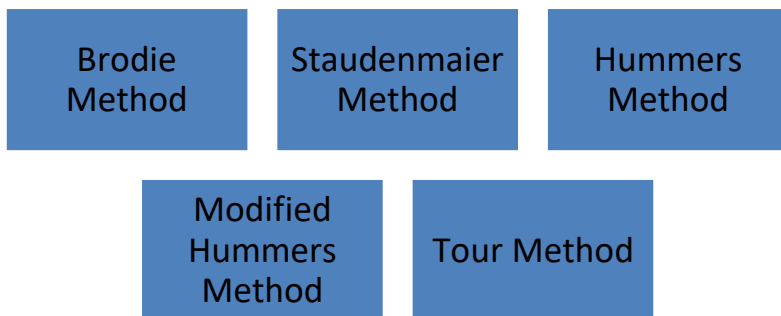 Brodie
Method
Staudenmaier
Method
Hummers
Method
Modified
Hummers
Method
Tour Method